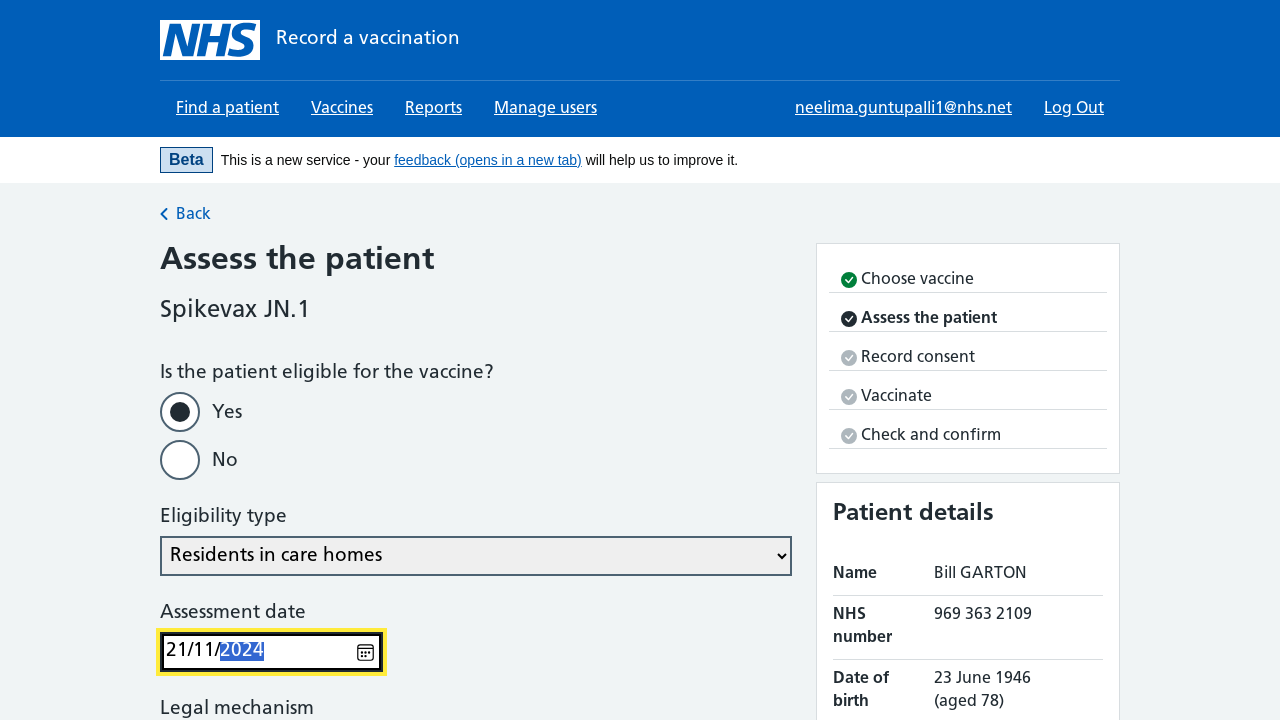 NHS Record a vaccination
Find a patient Vaccines Reports Manage users neelima.guntupalli1@nhs.net Log Out
Beta This is a new service - your feedback (opens in a new tab) will help us to improve it.
Back
Assess the patient
Spikevax JN.1
Is the patient eligible for the vaccine?
Yes
No
Eligibility type
Residents in care homes
Assessment date
21/11/2024
Legal mechanism
Choose vaccine
Assess the patient
Record consent
Vaccinate
Check and confirm
Patient details
Name Bill GARTON
NHS number 969 363 2109
Date of birth 23 June 1946 (aged 78)